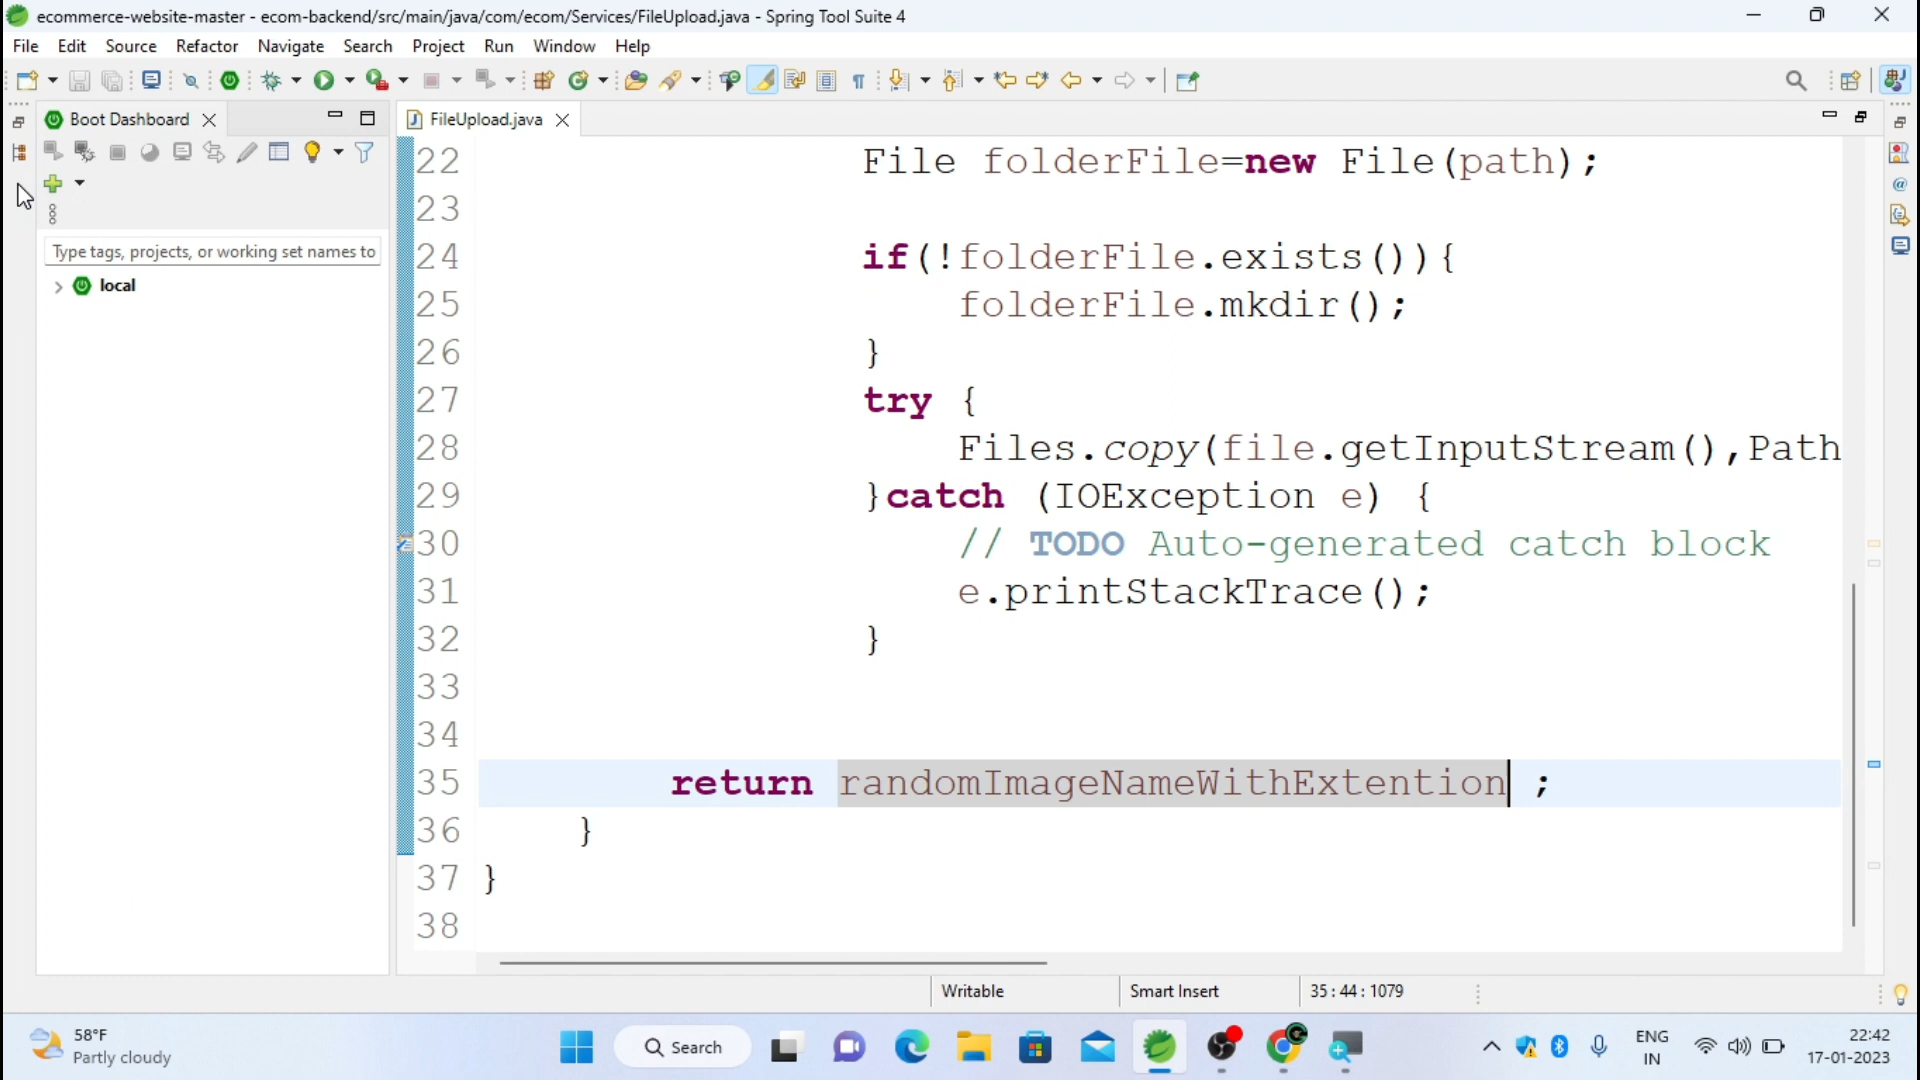 ecommerce-website-master - ecom-backend/src/main/java/com/ecom/Services/FileUpload.java - Spring Tool Suite 4
File Edit Source Refactor Navigate Search Project Run Window Help
Boot Dashboard
FileUpload.java
Type tags, projects, or working set names to
local
22 File folderFile=new File(path);
23
24 if(!folderFile.exists()){
25 folderFile.mkdir();
26 }
27 try {
28 Files.copy(file.getInputStream(),Path
29 }catch (IOException e) {
30 // TODO Auto-generated catch block
31 e.printStackTrace();
32 }
33
34
35 return randomImageNameWithExtention ;
36 }
37 }
38
Writable Smart Insert 35 : 44 : 1079
58°F
Partly cloudy
Search
ENG
IN
22:42
17-01-2023